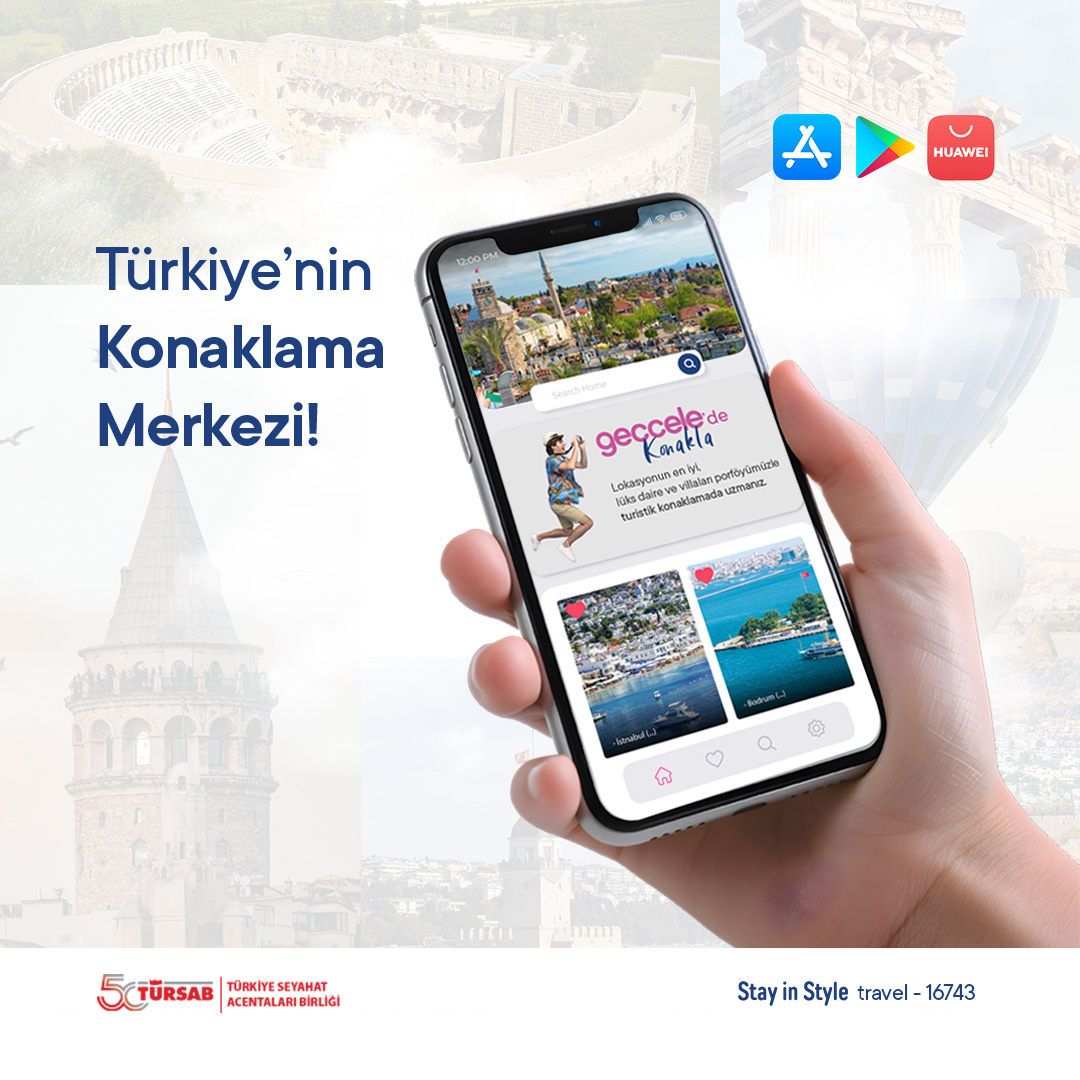 HUAWEI
Türkiye’nin
Konaklama
Merkezi!
12:00 PM
Search Home
geccele'de
Konakla
Lokasyonun en iyi,
lüks daire ve villaları porföyümüzle
turistik konaklamada uzmanız.
- İstnabul (...)
- Bodrum (...)
50 TÜRSAB
TÜRKİYE SEYAHAT
ACENTALARI BİRLİĞİ
Stay in Style travel - 16743